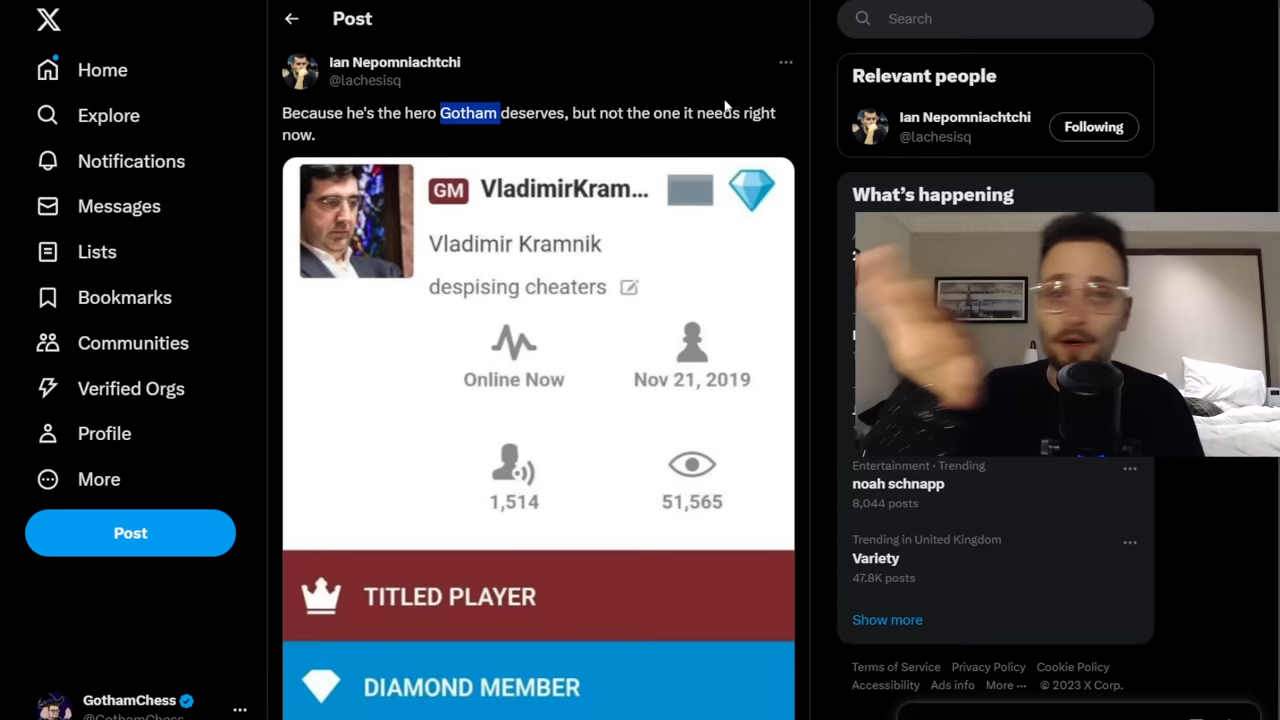 Home
Explore
Notifications
Messages
Lists
Bookmarks
Communities
Verified Orgs
Profile
More
Post
GothamChess
@GothamChess
Post
Ian Nepomniachtchi
@lachesisq
Because he's the hero Gotham deserves, but not the one it needs right
now.
GM VladimirKram...
Vladimir Kramnik
despising cheaters
Online Now
Nov 21, 2019
1,514
51,565
TITLED PLAYER
DIAMOND MEMBER
Search
Relevant people
Ian Nepomniachtchi
@lachesisq
Following
What's happening
Entertainment · Trending
noah schnapp
8,044 posts
Trending in United Kingdom
Variety
47.8K posts
Show more
Terms of Service Privacy Policy Cookie Policy
Accessibility Ads info More ··· © 2023 X Corp.